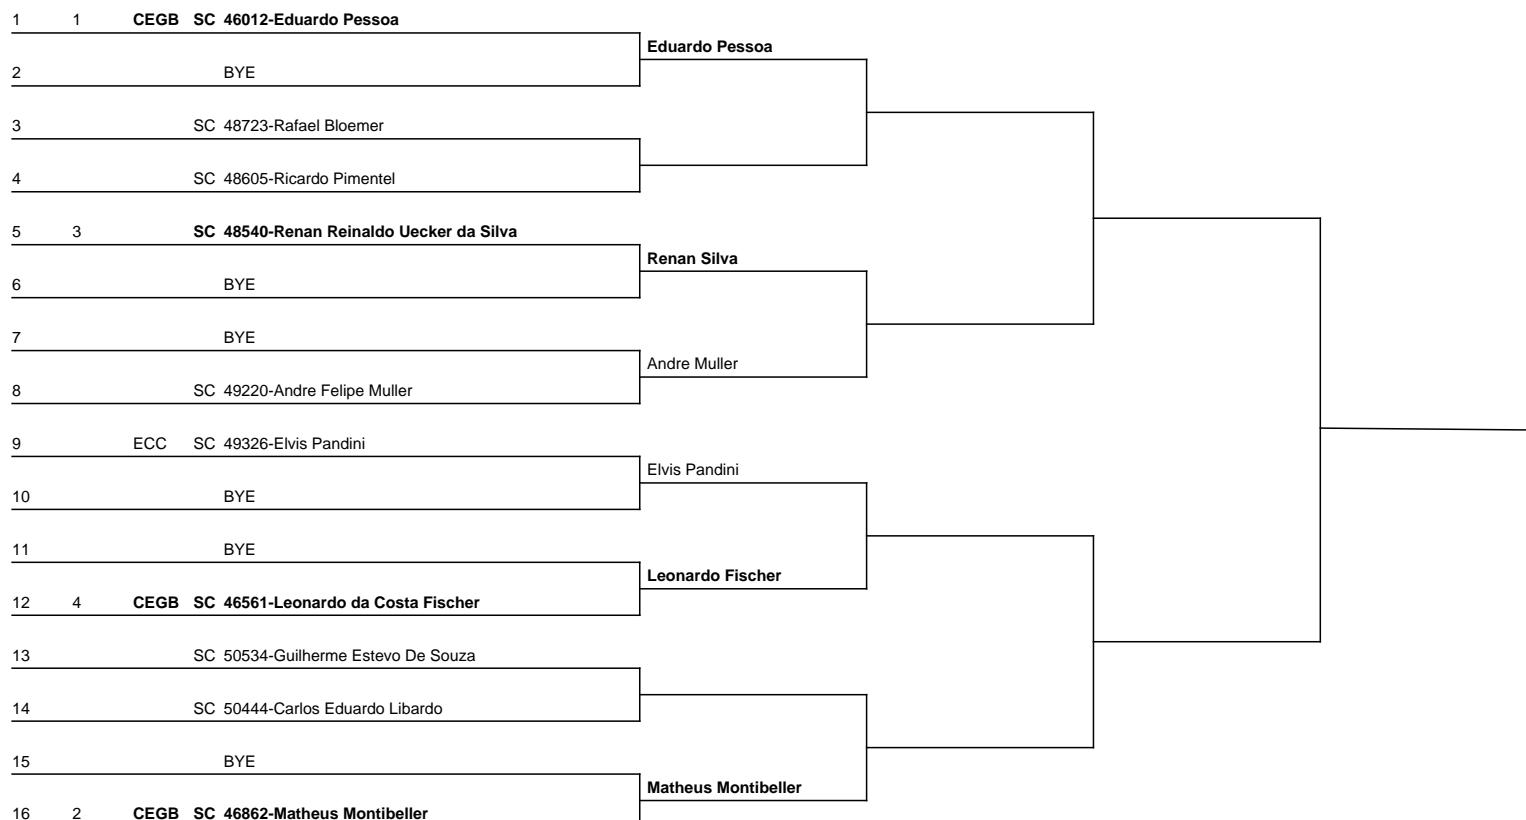 1 1 CEGB SC 46012-Eduardo Pessoa
Eduardo Pessoa
2 BYE
3 SC 48723-Rafael Bloemer
4 SC 48605-Ricardo Pimentel
5 3 SC 48540-Renan Reinaldo Uecker da Silva
Renan Silva
6 BYE
7 BYE
Andre Muller
8 SC 49220-Andre Felipe Muller
9 ECC SC 49326-Elvis Pandini
Elvis Pandini
10 BYE
11 BYE
Leonardo Fischer
12 4 CEGB SC 46561-Leonardo da Costa Fischer
13 SC 50534-Guilherme Estevo De Souza
14 SC 50444-Carlos Eduardo Libardo
15 BYE
Matheus Montibeller
16 2 CEGB SC 46862-Matheus Montibeller